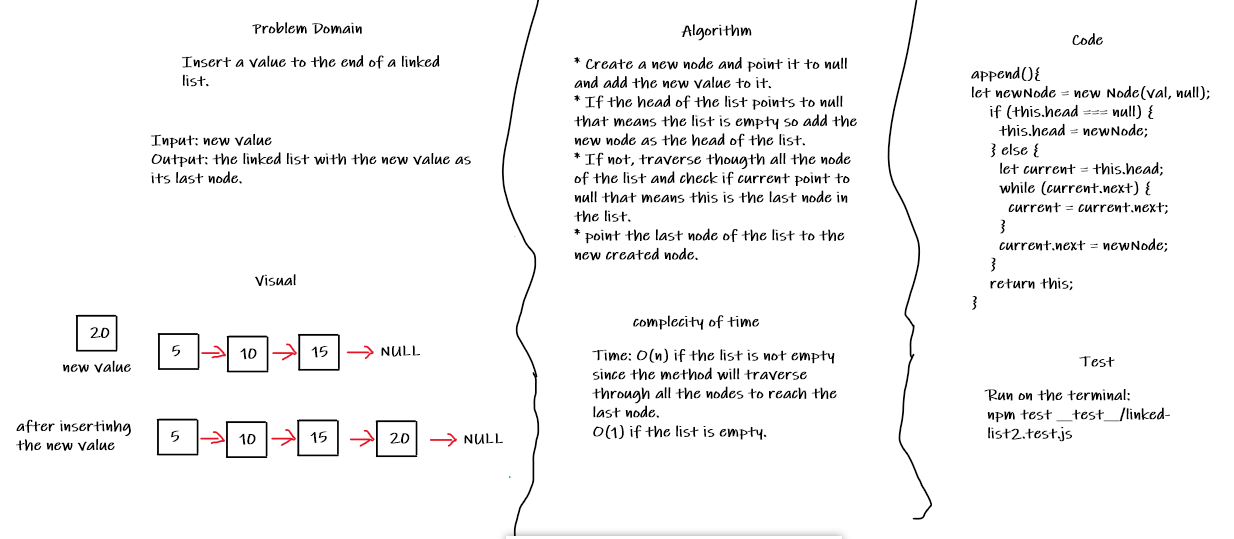 Problem Domain
Insert a value to the end of a linked
list.
Input: new value
Output: the linked list with the new value as
its last node.
Visual
20
new value
5
10
15
NULL
after insertinhg
the new value
5
10
15
20
NULL
Algorithm
* Create a new node and point it to null
and add the new value to it.
* If the head of the list points to null
that means the list is empty so add the
new node as the head of the list.
* If not, traverse thougth all the node
of the list and check if current point to
null that means this is the last node in
the list.
* point the last node of the list to the
new created node.
complecity of time
Time: O(n) if the list is not empty
since the method will traverse
through all the nodes to reach the
last node.
O(1) if the list is empty.
Code
append(){
let newNode = new Node(val, null);
if (this.head === null) {
this.head = newNode;
} else {
let current = this.head;
while (current.next) {
current = current.next;
}
current.next = newNode;
}
return this;
}
Test
Run on the terminal:
npm test __test__/linked-
list2.test.js